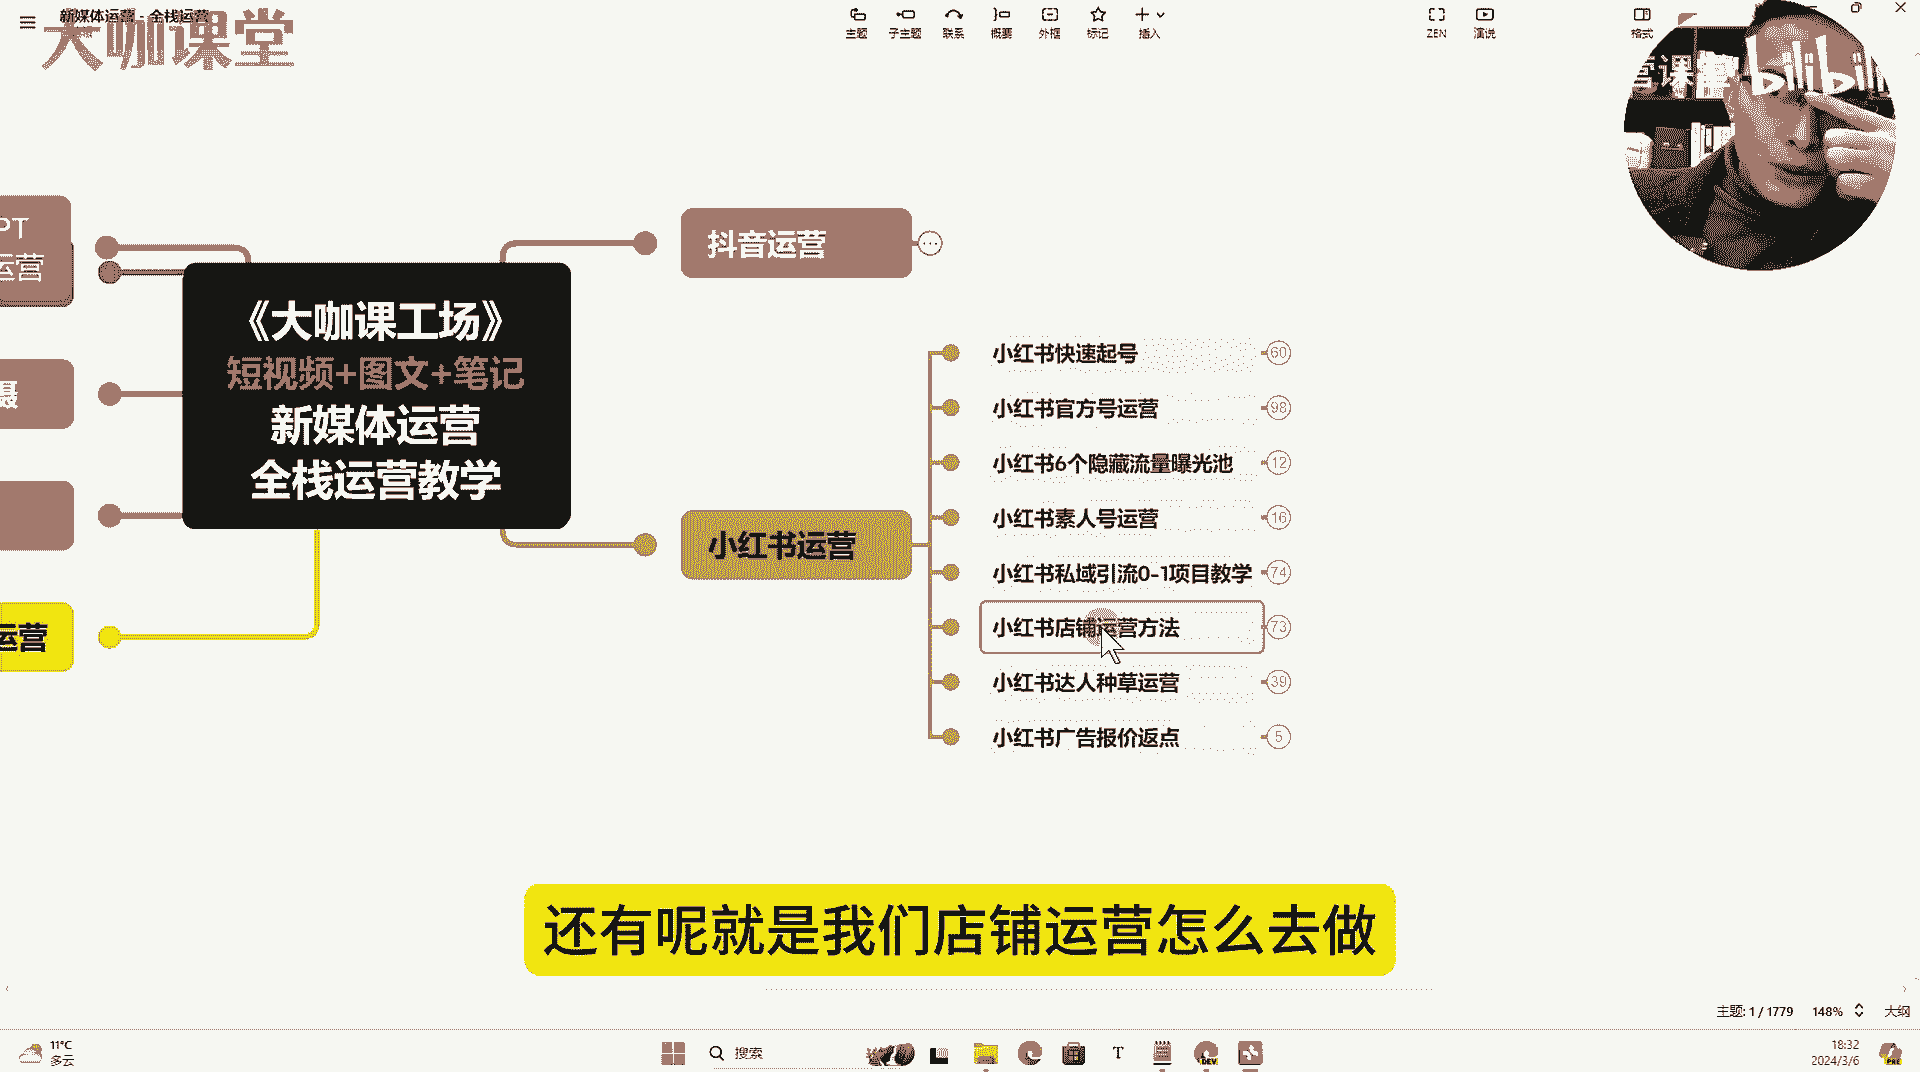 新媒体运营 - 全栈运营
大咖课堂
主题
子主题
联系
概要
外框
标记
插入
ZEN
演说
格式
营课堂 bilibili
PT
运营
摄
运营
《大咖课工场》
短视频+图文+笔记
新媒体运营
全栈运营教学
抖音运营
小红书运营
小红书快速起号 60
小红书官方号运营 98
小红书6个隐藏流量曝光池 12
小红书素人号运营 16
小红书私域引流0-1项目教学 74
小红书店铺运营方法 73
小红书达人种草运营 39
小红书广告报价返点 5
还有呢就是我们店铺运营怎么去做
主题: 1 / 1779
148%
大纲
11°C
多云
搜索
DEV
18:32
2024/3/6
PRE